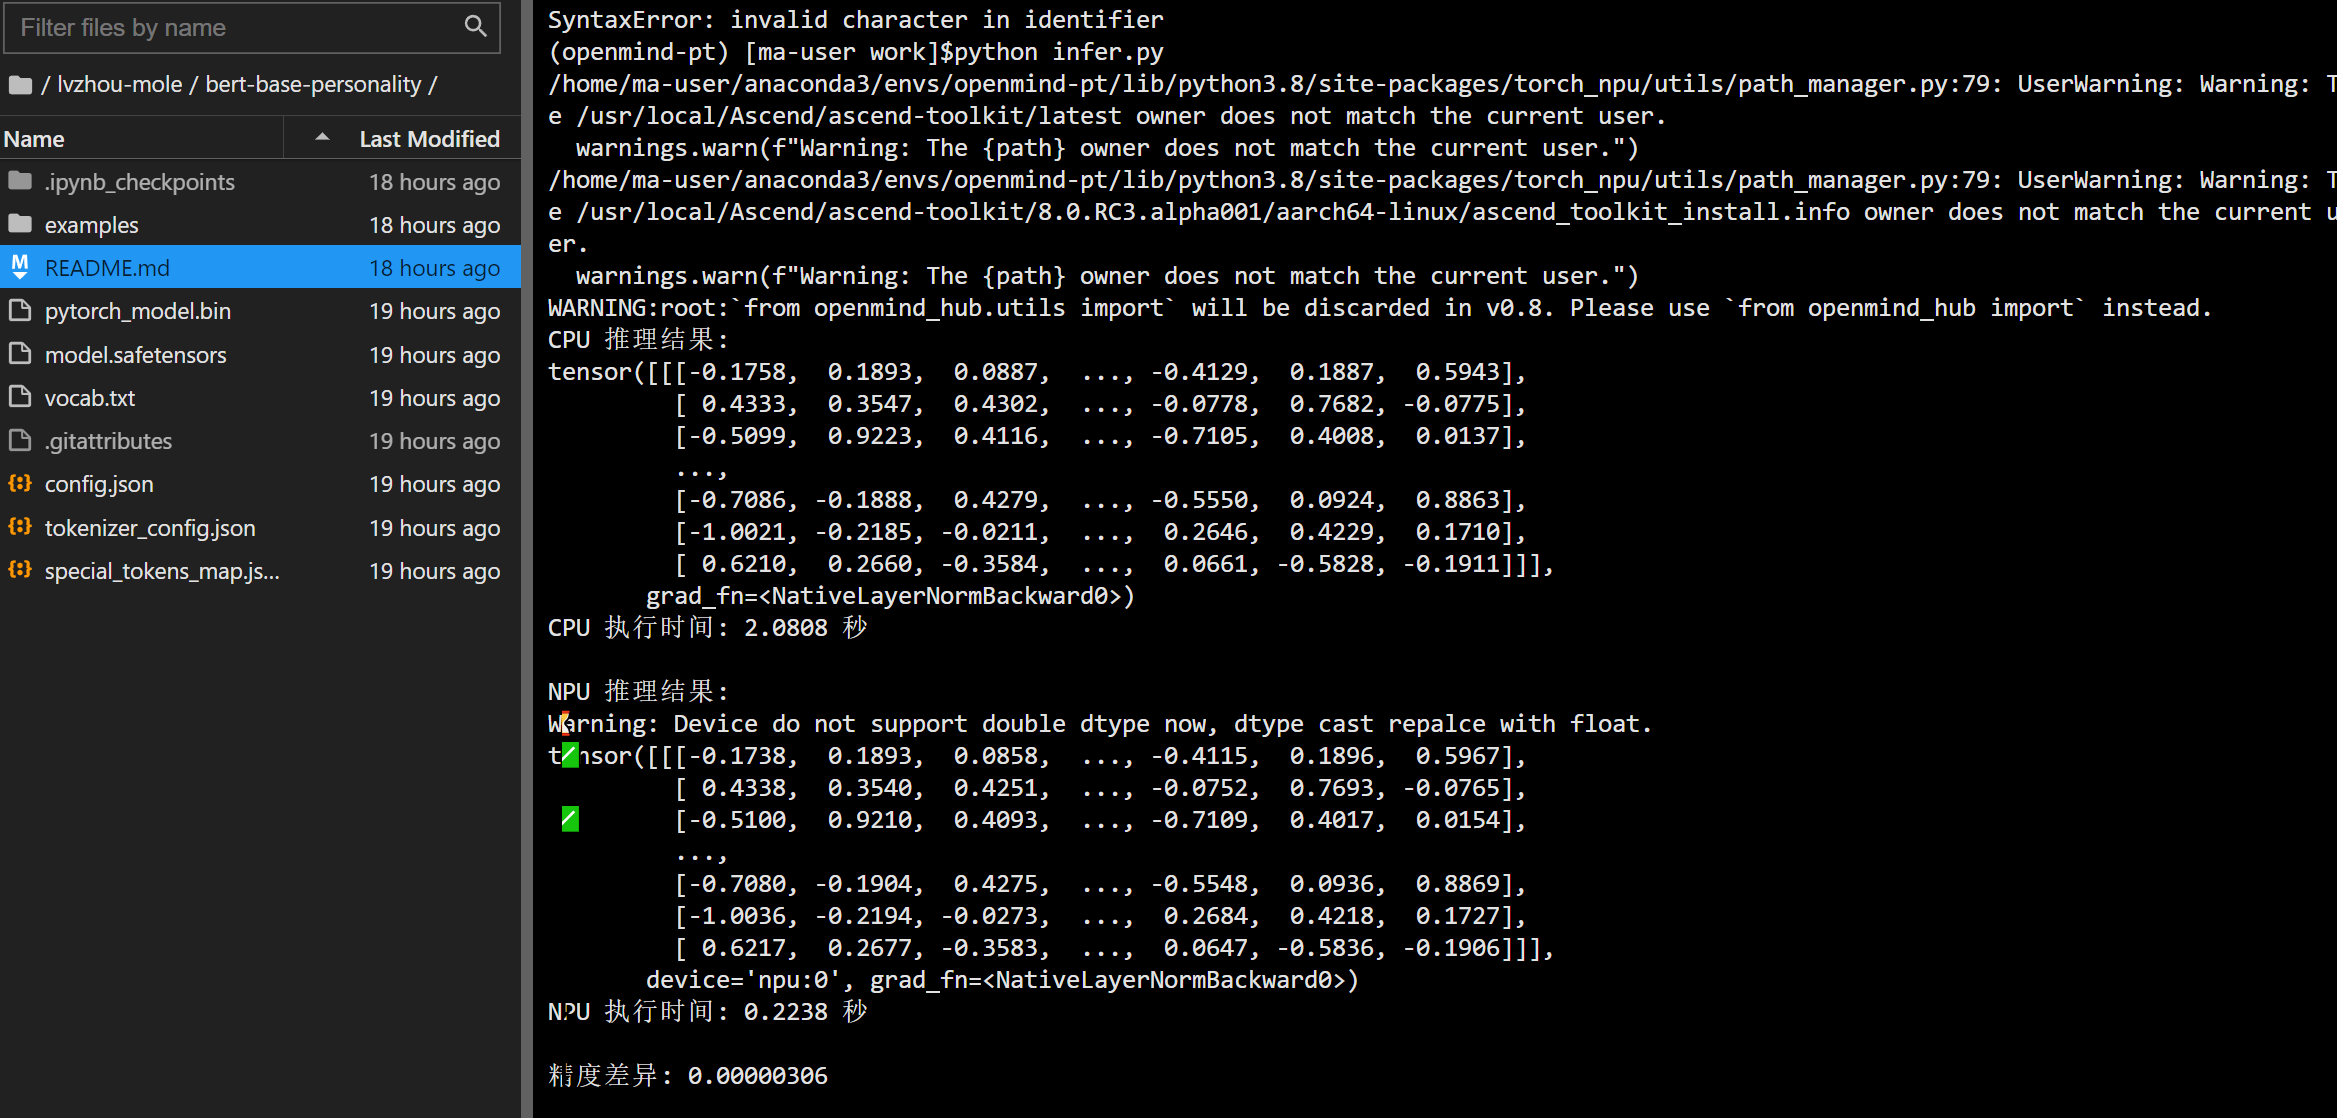 Filter files by name
/ lvzhou-mole / bert-base-personality /
Name Last Modified
.ipynb_checkpoints 18 hours ago
examples 18 hours ago
README.md 18 hours ago
pytorch_model.bin 19 hours ago
model.safetensors 19 hours ago
vocab.txt 19 hours ago
.gitattributes 19 hours ago
config.json 19 hours ago
tokenizer_config.json 19 hours ago
special_tokens_map.js... 19 hours ago
SyntaxError: invalid character in identifier
(openmind-pt) [ma-user work]$python infer.py
/home/ma-user/anaconda3/envs/openmind-pt/lib/python3.8/site-packages/torch_npu/utils/path_manager.py:79: UserWarning: Warning: T
e /usr/local/Ascend/ascend-toolkit/latest owner does not match the current user.
  warnings.warn(f"Warning: The {path} owner does not match the current user.")
/home/ma-user/anaconda3/envs/openmind-pt/lib/python3.8/site-packages/torch_npu/utils/path_manager.py:79: UserWarning: Warning: T
e /usr/local/Ascend/ascend-toolkit/8.0.RC3.alpha001/aarch64-linux/ascend_toolkit_install.info owner does not match the current u
er.
  warnings.warn(f"Warning: The {path} owner does not match the current user.")
WARNING:root:`from openmind_hub.utils import` will be discarded in v0.8. Please use `from openmind_hub import` instead.
CPU 推理结果:
tensor([[[-0.1758,  0.1893,  0.0887,  ..., -0.4129,  0.1887,  0.5943],
         [ 0.4333,  0.3547,  0.4302,  ..., -0.0778,  0.7682, -0.0775],
         [-0.5099,  0.9223,  0.4116,  ..., -0.7105,  0.4008,  0.0137],
         ...,
         [-0.7086, -0.1888,  0.4279,  ..., -0.5550,  0.0924,  0.8863],
         [-1.0021, -0.2185, -0.0211,  ...,  0.2646,  0.4229,  0.1710],
         [ 0.6210,  0.2660, -0.3584,  ...,  0.0661, -0.5828, -0.1911]]],
       grad_fn=<NativeLayerNormBackward0>)
CPU 执行时间: 2.0808 秒
NPU 推理结果:
Warning: Device do not support double dtype now, dtype cast repalce with float.
tensor([[[-0.1738,  0.1893,  0.0858,  ..., -0.4115,  0.1896,  0.5967],
         [ 0.4338,  0.3540,  0.4251,  ..., -0.0752,  0.7693, -0.0765],
         [-0.5100,  0.9210,  0.4093,  ..., -0.7109,  0.4017,  0.0154],
         ...,
         [-0.7080, -0.1904,  0.4275,  ..., -0.5548,  0.0936,  0.8869],
         [-1.0036, -0.2194, -0.0273,  ...,  0.2684,  0.4218,  0.1727],
         [ 0.6217,  0.2677, -0.3583,  ...,  0.0647, -0.5836, -0.1906]]],
       device='npu:0', grad_fn=<NativeLayerNormBackward0>)
NPU 执行时间: 0.2238 秒
精度差异: 0.00000306